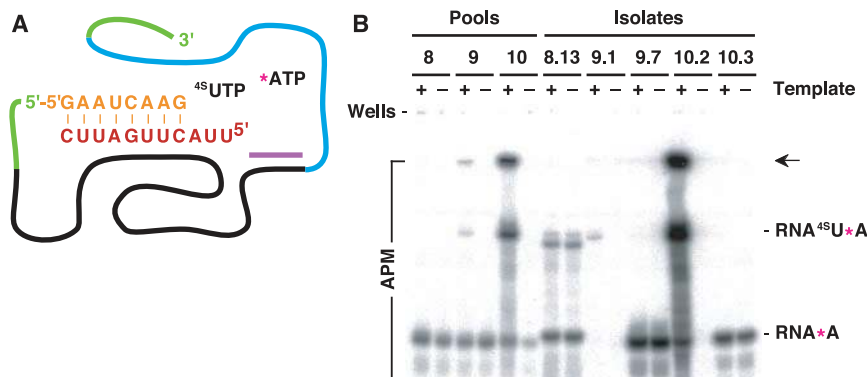 A
3'
4SUTP *ATP
5'-5'GAAUCAAG
CUUAGUUCAUU5'
B
Pools Isolates
8 9 10 8.13 9.1 9.7 10.2 10.3
+ – + – + – + – + – + – + – + – Template
Wells -
←
APM
- RNA4SU*A
- RNA*A